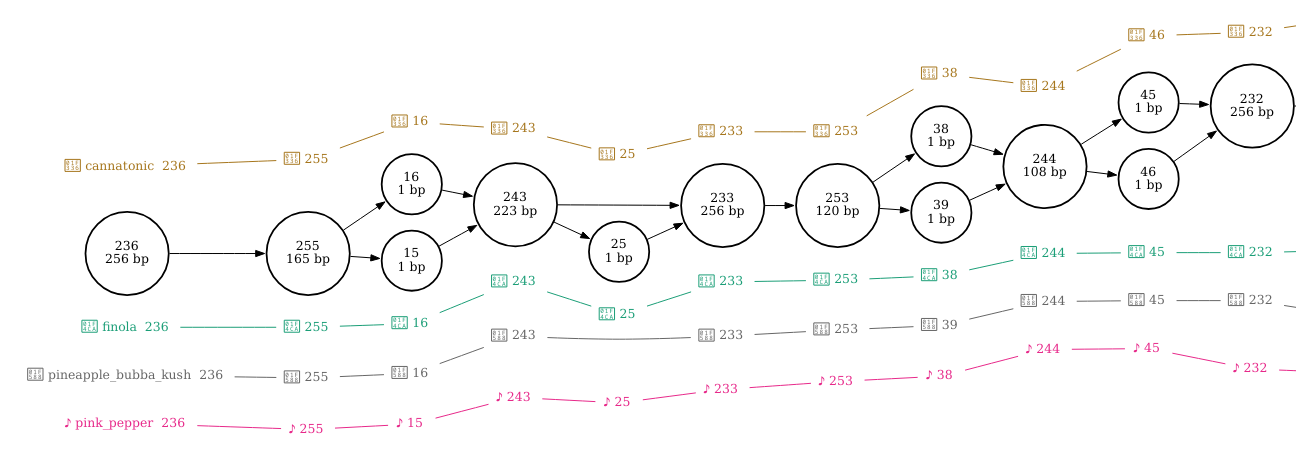 cannatonic 236 255 16 243 25 233 253 38 244 46 232
236
256 bp
255
165 bp
16
1 bp
15
1 bp
243
223 bp
25
1 bp
233
256 bp
253
120 bp
38
1 bp
39
1 bp
244
108 bp
45
1 bp
46
1 bp
232
256 bp
finola 236 255 16 243 25 233 253 38 244 45 232
pineapple_bubba_kush 236 255 16 243 233 253 39 244 45 232
♪ pink_pepper 236 ♪ 255 ♪ 15 ♪ 243 ♪ 25 ♪ 233 ♪ 253 ♪ 38 ♪ 244 ♪ 45 ♪ 232